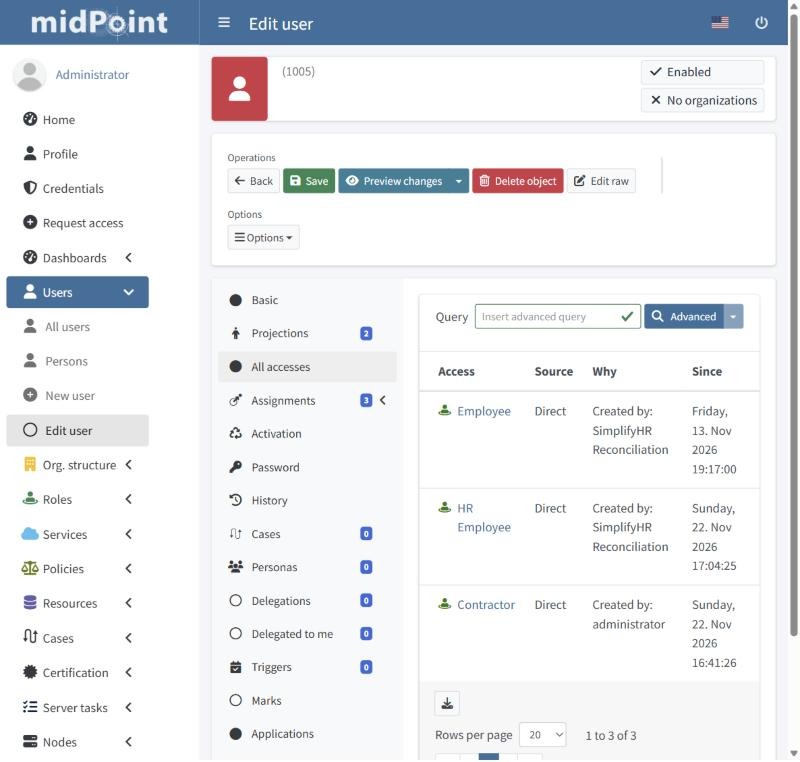 midPoint
Edit user
Administrator
Home
Profile
Credentials
Request access
Dashboards
Users
All users
Persons
New user
Edit user
Org. structure
Roles
Services
Policies
Resources
Cases
Certification
Server tasks
Nodes
(1005)
Enabled
No organizations
Operations
Back
Save
Preview changes
Delete object
Edit raw
Options
Options
Basic
Projections 2
All accesses
Assignments 3
Activation
Password
History
Cases 0
Personas 0
Delegations 0
Delegated to me 0
Triggers 0
Marks
Applications
Query Insert advanced query Advanced
Access Source Why Since
Employee Direct Created by: Friday,
SimplifyHR 13. Nov
Reconciliation 2026
19:17:00
HR Direct Created by: Sunday,
Employee SimplifyHR 22. Nov
Reconciliation 2026
17:04:25
Contractor Direct Created by: Sunday,
administrator 22. Nov
2026
16:41:26
Rows per page 20 1 to 3 of 3